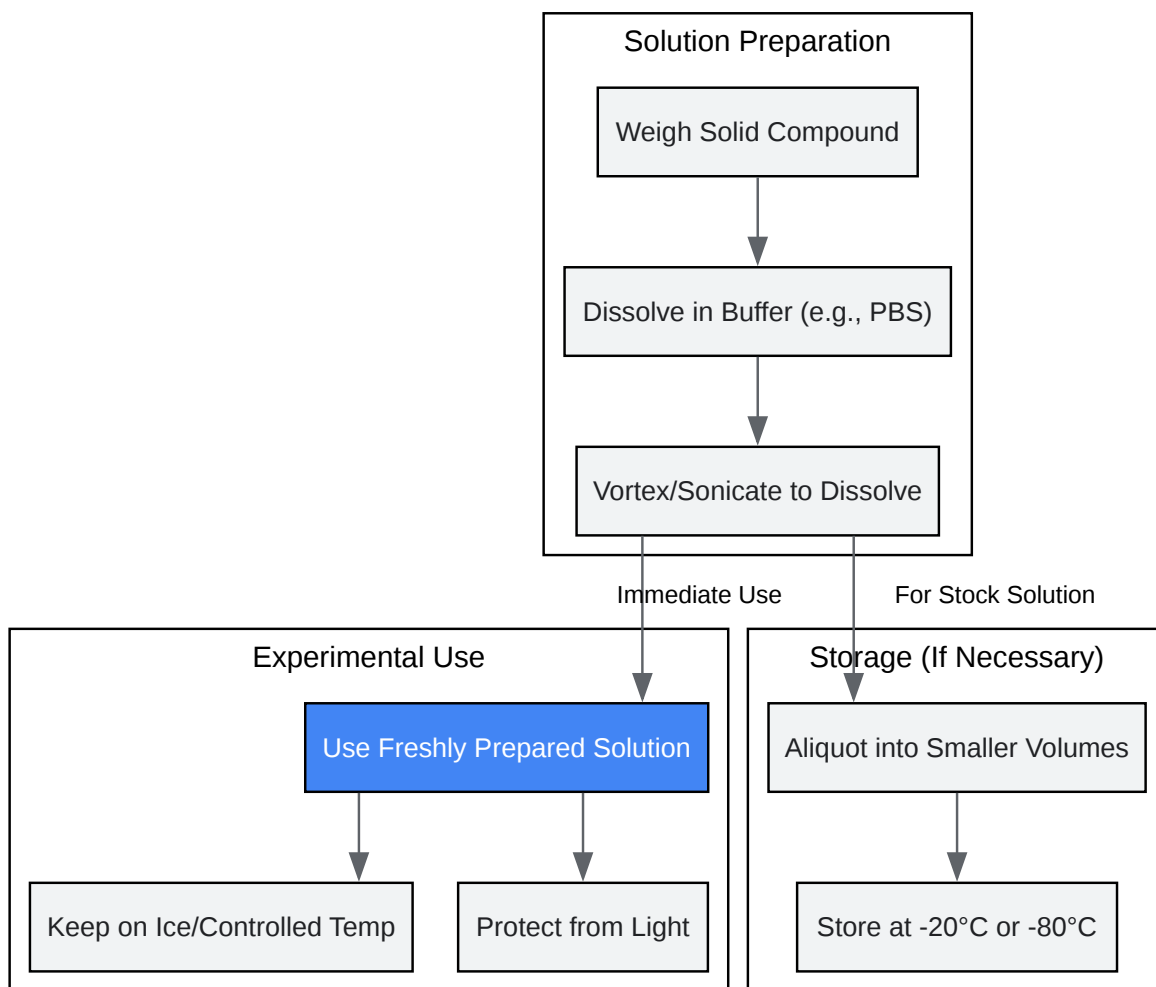 Solution Preparation
Weigh Solid Compound
Dissolve in Buffer (e.g., PBS)
Vortex/Sonicate to Dissolve
Immediate Use
For Stock Solution
Experimental Use
Storage (If Necessary)
Use Freshly Prepared Solution
Aliquot into Smaller Volumes
Keep on Ice/Controlled Temp
Protect from Light
Store at -20°C or -80°C